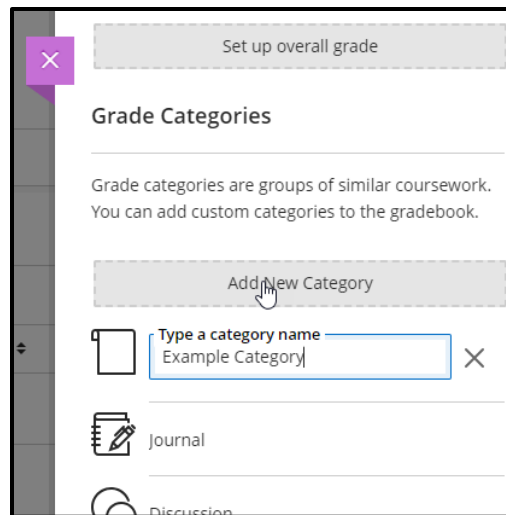 Set up overall grade
Grade Categories
Grade categories are groups of similar coursework.
You can add custom categories to the gradebook.
Add New Category
Type a category name
Example Category
Journal
Discussion